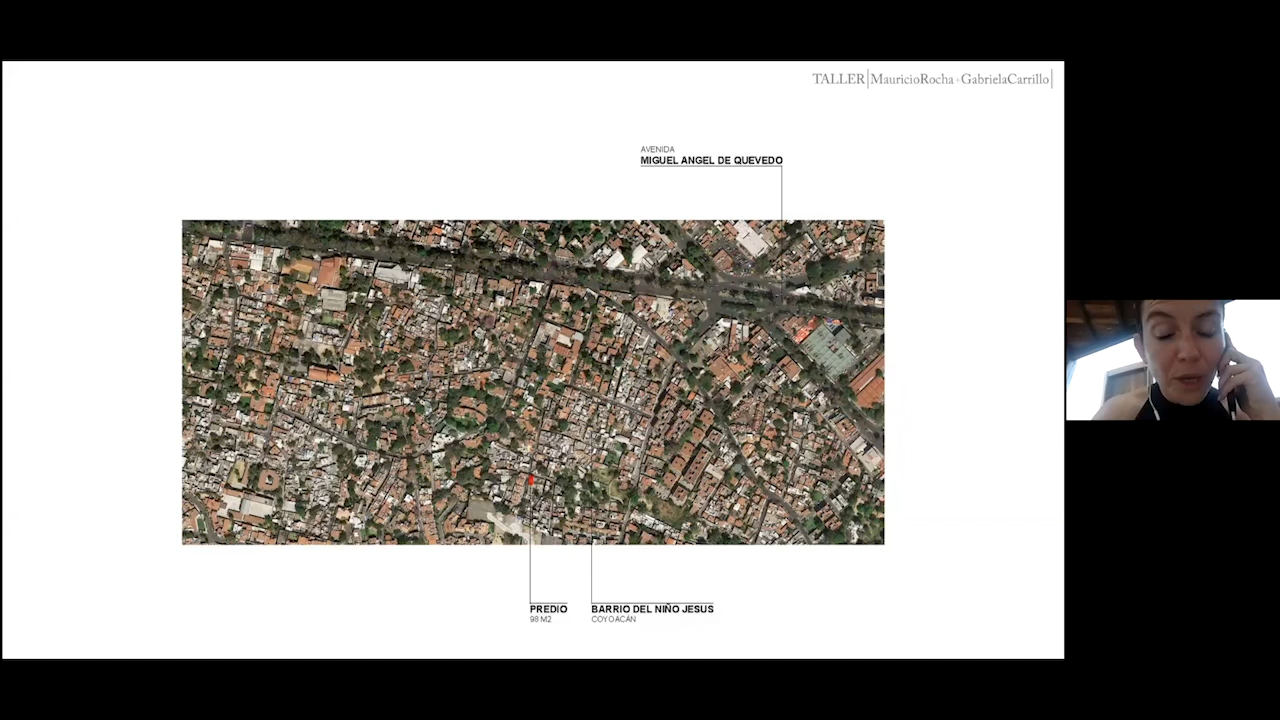 TALLER | MauricioRocha + GabrielaCarrillo |
AVENIDA
MIGUEL ANGEL DE QUEVEDO
PREDIO
98 M2
BARRIO DEL NIÑO JESUS
COYOACAN